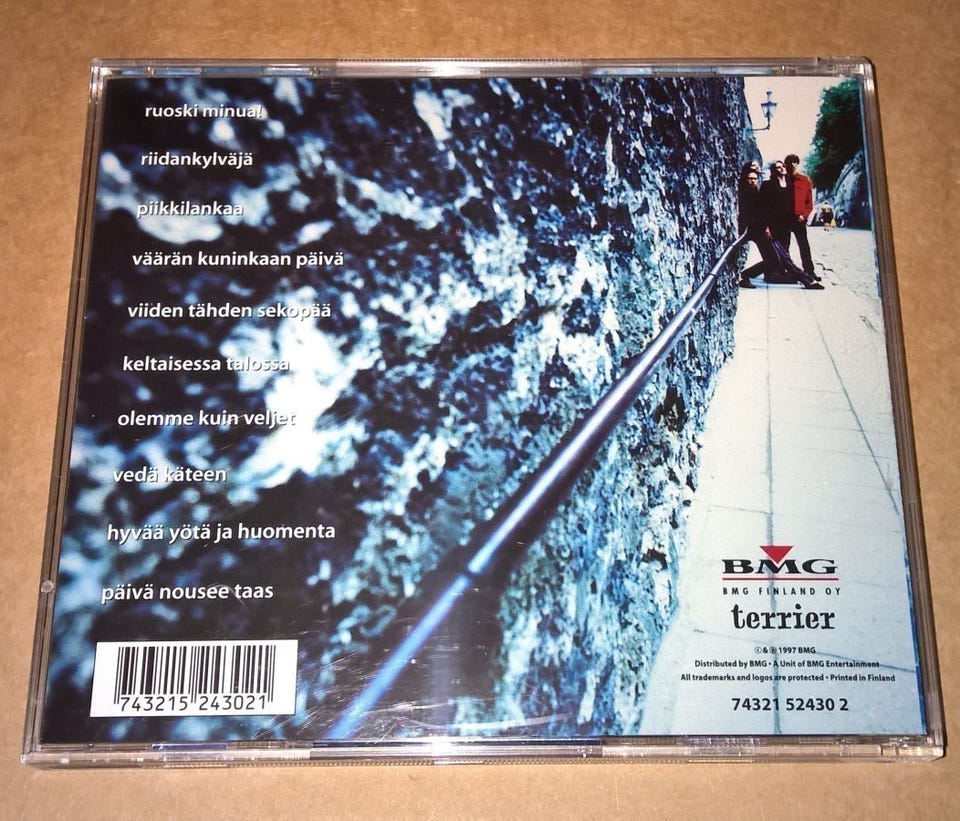 ruoski minua!
riidankylväjä
piikkilankaa
väärän kuninkaan päivä
viiden tähden sekopää
keltaisessa talossa
olemme kuin veljet
vedä käteen
hyvää yötä ja huomenta
päivä nousee taas
743215 243021
BMG
BMG FINLAND OY
terrier
©&℗ 1997 BMG
Distributed by BMG • A Unit of BMG Entertainment
All trademarks and logos are protected • Printed in Finland
74321 52430 2